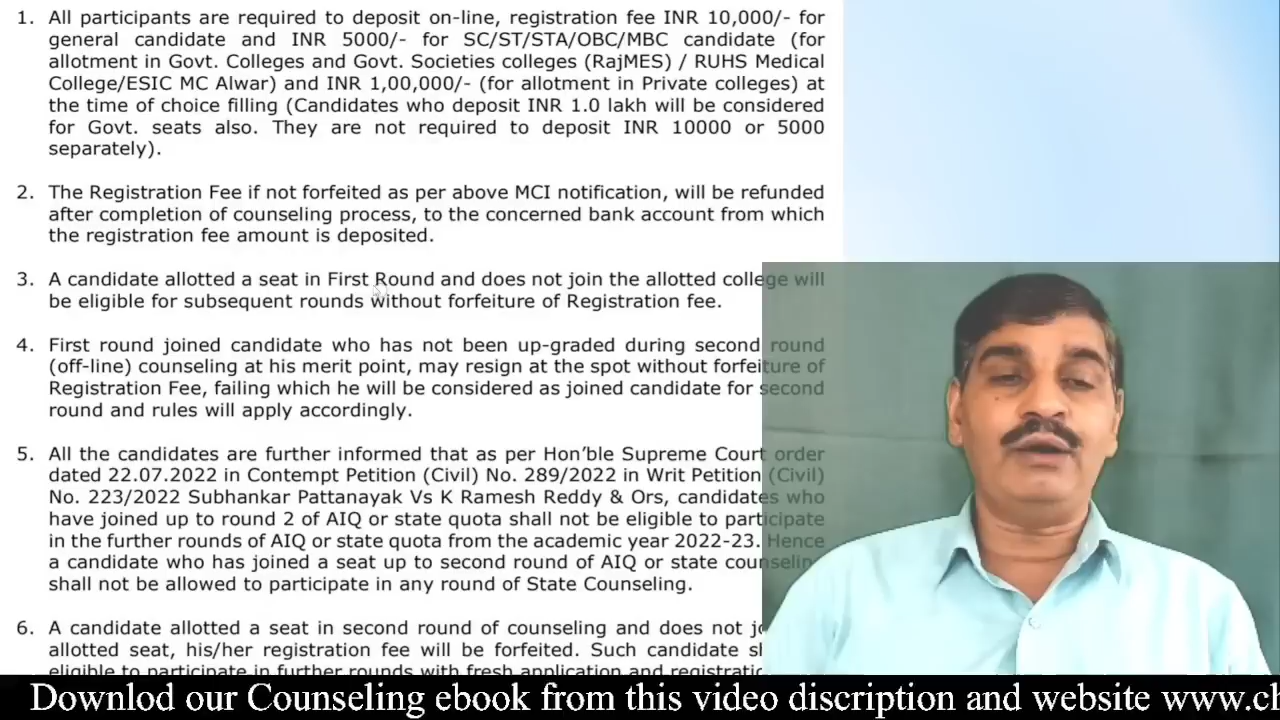 1. All participants are required to deposit on-line, registration fee INR 10,000/- for
general candidate and INR 5000/- for SC/ST/STA/OBC/MBC candidate (for
allotment in Govt. Colleges and Govt. Societies colleges (RajMES) / RUHS Medical
College/ESIC MC Alwar) and INR 1,00,000/- (for allotment in Private colleges) at
the time of choice filling (Candidates who deposit INR 1.0 lakh will be considered
for Govt. seats also. They are not required to deposit INR 10000 or 5000
separately).
2. The Registration Fee if not forfeited as per above MCI notification, will be refunded
after completion of counseling process, to the concerned bank account from which
the registration fee amount is deposited.
3. A candidate allotted a seat in First Round and does not join the allotted college will
be eligible for subsequent rounds without forfeiture of Registration fee.
4. First round joined candidate who has not been up-graded during second round
(off-line) counseling at his merit point, may resign at the spot without forfeiture of
Registration Fee, failing which he will be considered as joined candidate for second
round and rules will apply accordingly.
5. All the candidates are further informed that as per Hon'ble Supreme Court order
dated 22.07.2022 in Contempt Petition (Civil) No. 289/2022 in Writ Petition (Civil)
No. 223/2022 Subhankar Pattanayak Vs K Ramesh Reddy & Ors, candidates who
have joined up to round 2 of AIQ or state quota shall not be eligible to participate
in the further rounds of AIQ or state quota from the academic year 2022-23. Hence
a candidate who has joined a seat up to second round of AIQ or state counseling
shall not be allowed to participate in any round of State Counseling.
6. A candidate allotted a seat in second round of counseling and does not
allotted seat, his/her registration fee will be forfeited. Such candidate
eligible to participate in further rounds with fresh application and
Downlod our Counseling ebook from this video discription and website www.ch